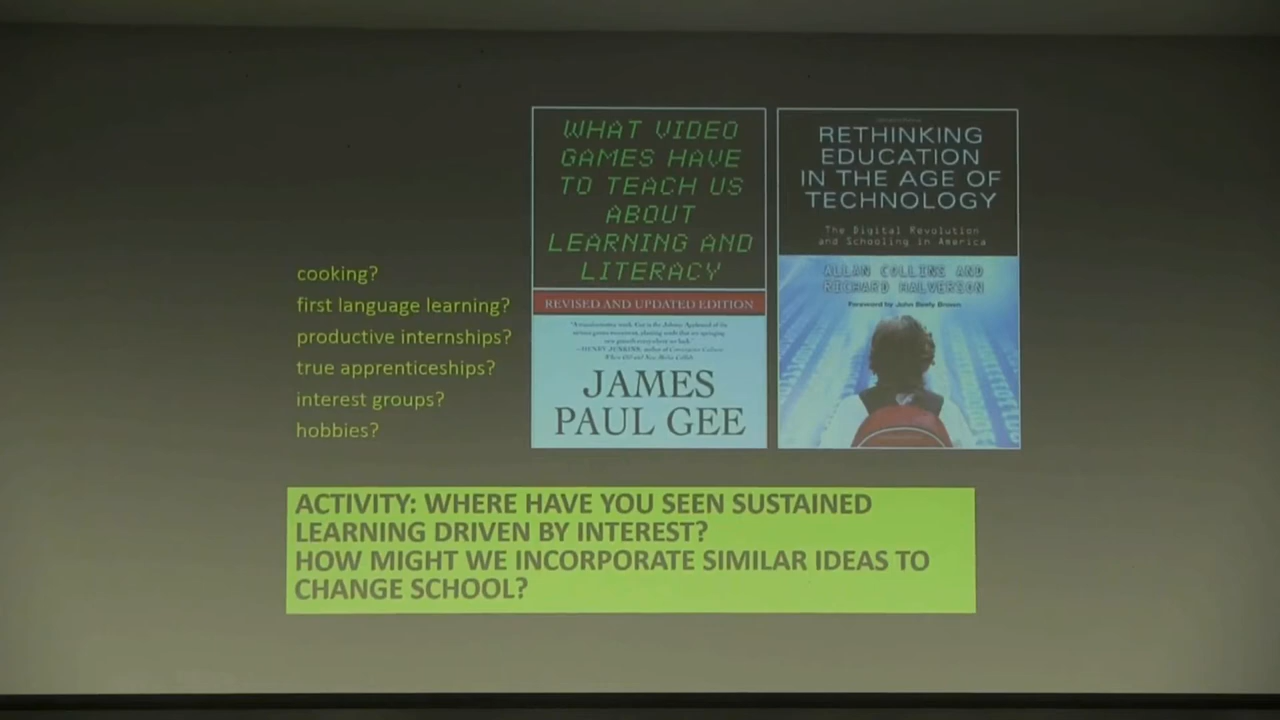 cooking?
first language learning?
productive internships?
true apprenticeships?
interest groups?
hobbies?
WHAT VIDEO
GAMES HAVE
TO TEACH US
ABOUT
LEARNING AND
LITERACY
REVISED AND UPDATED EDITION
JAMES
PAUL GEE
RETHINKING
EDUCATION
IN THE AGE OF
TECHNOLOGY
The Digital Revolution
and Schooling in America
ALLAN COLLINS AND
RICHARD HALVERSON
Foreword by John Seely Brown
ACTIVITY: WHERE HAVE YOU SEEN SUSTAINED
LEARNING DRIVEN BY INTEREST?
HOW MIGHT WE INCORPORATE SIMILAR IDEAS TO
CHANGE SCHOOL?